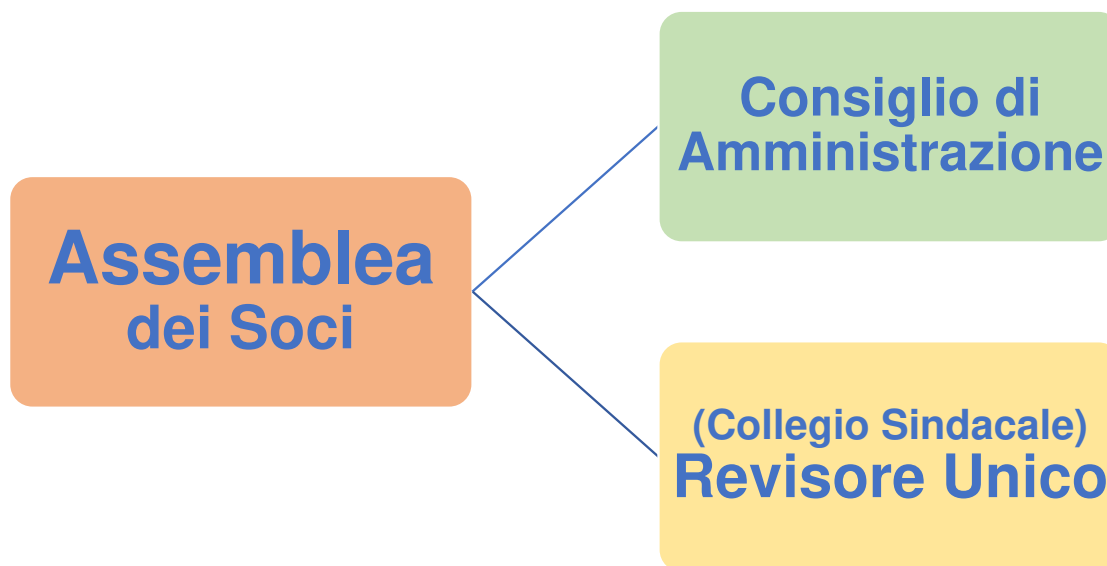 Assemblea
dei Soci
Consiglio di
Amministrazione
(Collegio Sindacale)
Revisore Unico